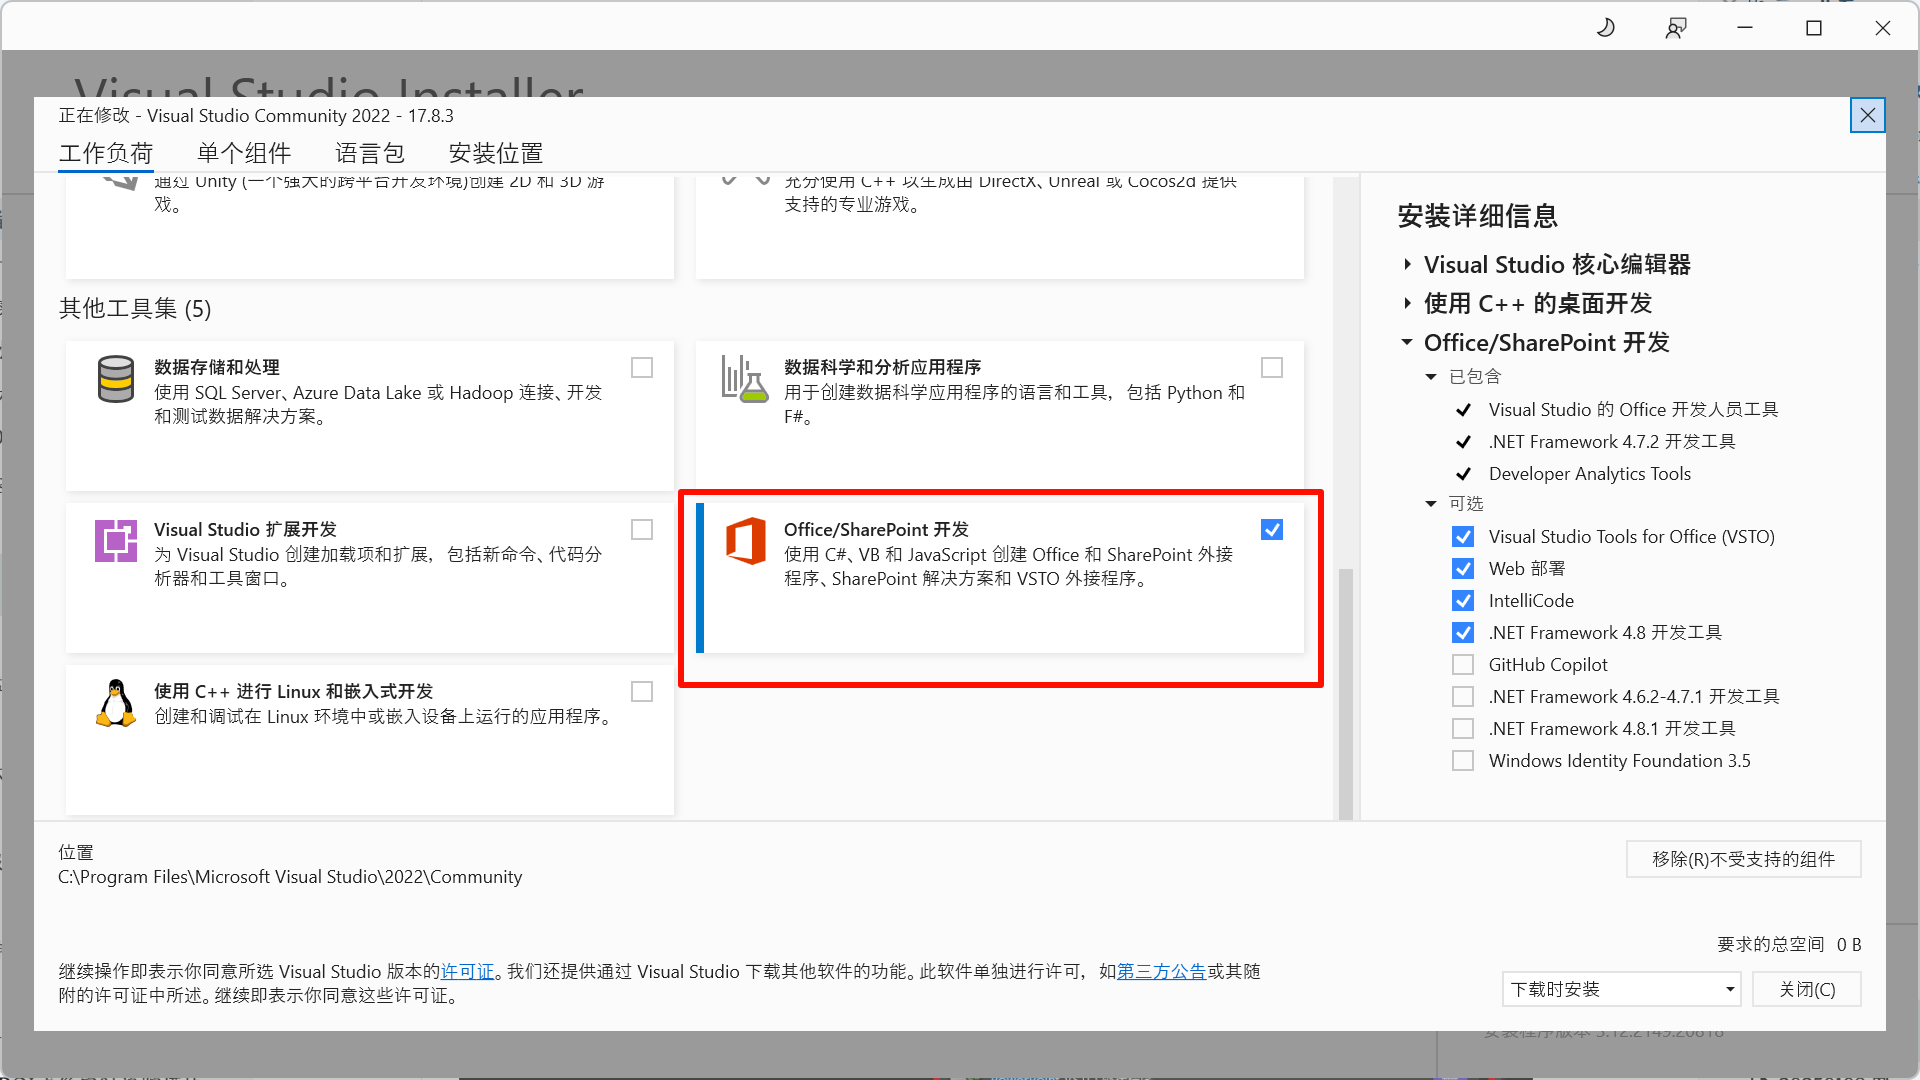 Visual Studio Installer
正在修改 - Visual Studio Community 2022 - 17.8.3
工作负荷 单个组件 语言包 安装位置
通过 Unity (一个强大的跨平台开发环境)创建 2D 和 3D 游
戏。
充分使用 C++ 以生成由 DirectX、Unreal 或 Cocos2d 提供
支持的专业游戏。
其他工具集 (5)
数据存储和处理
使用 SQL Server、Azure Data Lake 或 Hadoop 连接、开发
和测试数据解决方案。
数据科学和分析应用程序
用于创建数据科学应用程序的语言和工具，包括 Python 和
F#。
Visual Studio 扩展开发
为 Visual Studio 创建加载项和扩展，包括新命令、代码分
析器和工具窗口。
Office/SharePoint 开发
使用 C#、VB 和 JavaScript 创建 Office 和 SharePoint 外接
程序、SharePoint 解决方案和 VSTO 外接程序。
使用 C++ 进行 Linux 和嵌入式开发
创建和调试在 Linux 环境中或嵌入设备上运行的应用程序。
安装详细信息
Visual Studio 核心编辑器
使用 C++ 的桌面开发
Office/SharePoint 开发
已包含
Visual Studio 的 Office 开发人员工具
.NET Framework 4.7.2 开发工具
Developer Analytics Tools
可选
Visual Studio Tools for Office (VSTO)
Web 部署
IntelliCode
.NET Framework 4.8 开发工具
GitHub Copilot
.NET Framework 4.6.2-4.7.1 开发工具
.NET Framework 4.8.1 开发工具
Windows Identity Foundation 3.5
位置
C:\Program Files\Microsoft Visual Studio\2022\Community
移除(R)不受支持的组件
要求的总空间 0 B
继续操作即表示你同意所选 Visual Studio 版本的许可证。我们还提供通过 Visual Studio 下载其他软件的功能。此软件单独进行许可，如第三方公告或其随
附的许可证中所述。继续即表示你同意这些许可证。
下载时安装 关闭(C)
安装程序版本 3.12.2149.20818